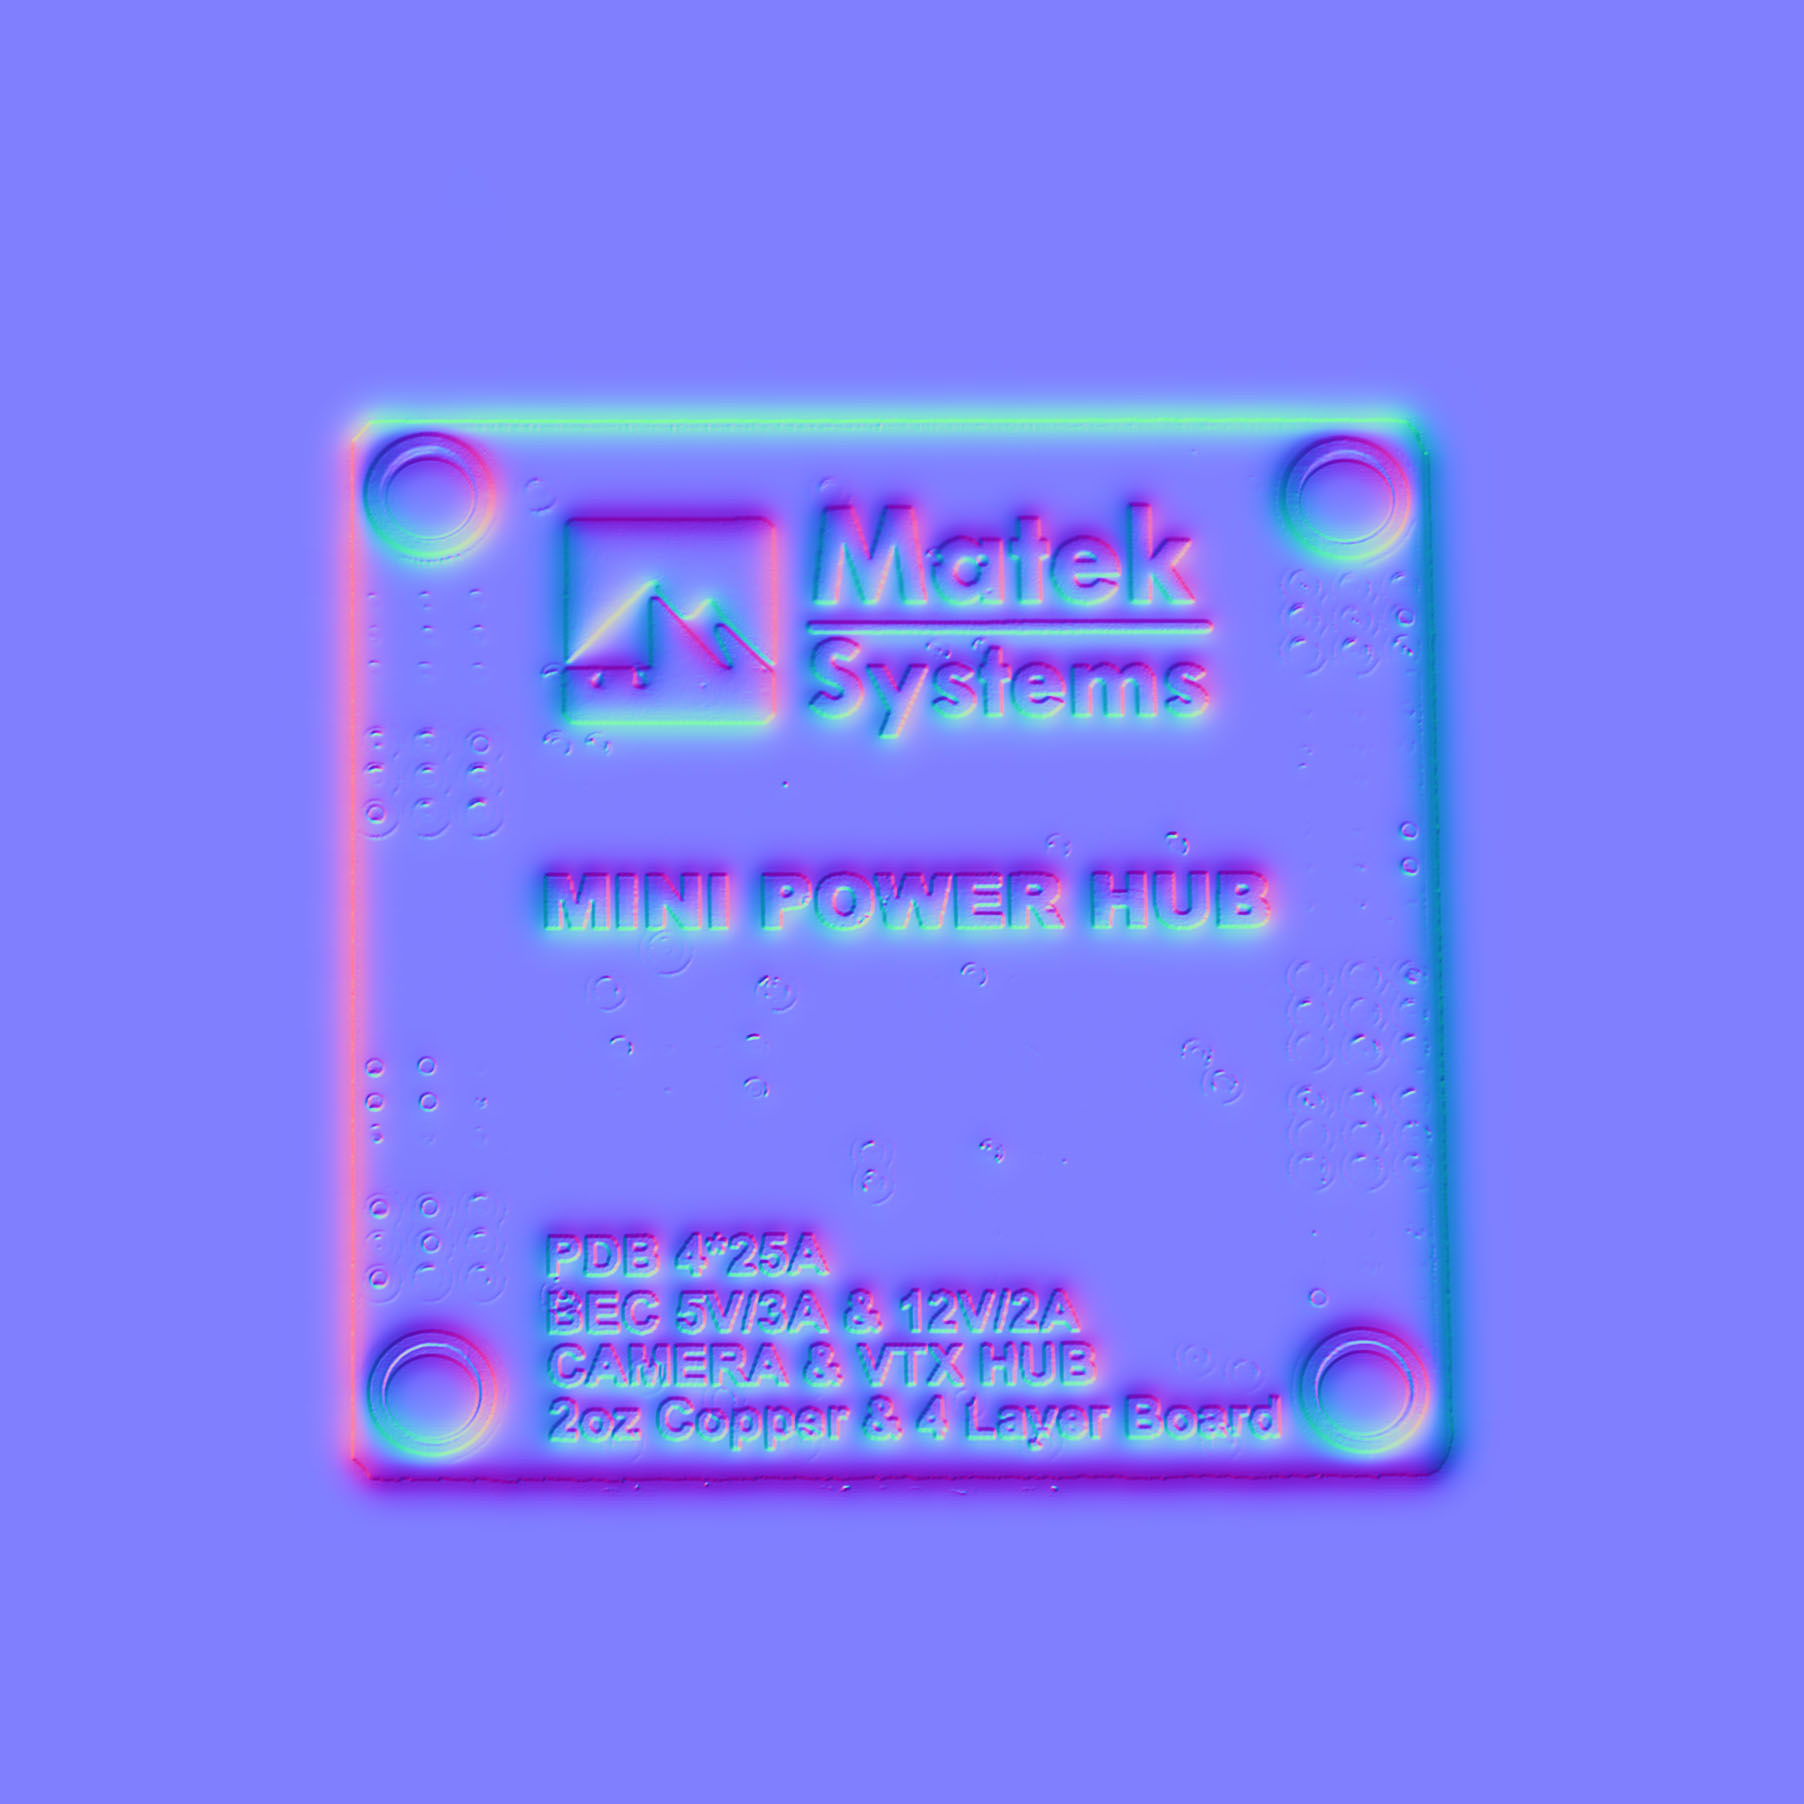 Matek
Systems
MINI POWER HUB
PDB 4*25A
BEC 5V/3A & 12V/2A
CAMERA & VTX HUB
2oz Copper & 4 Layer Board